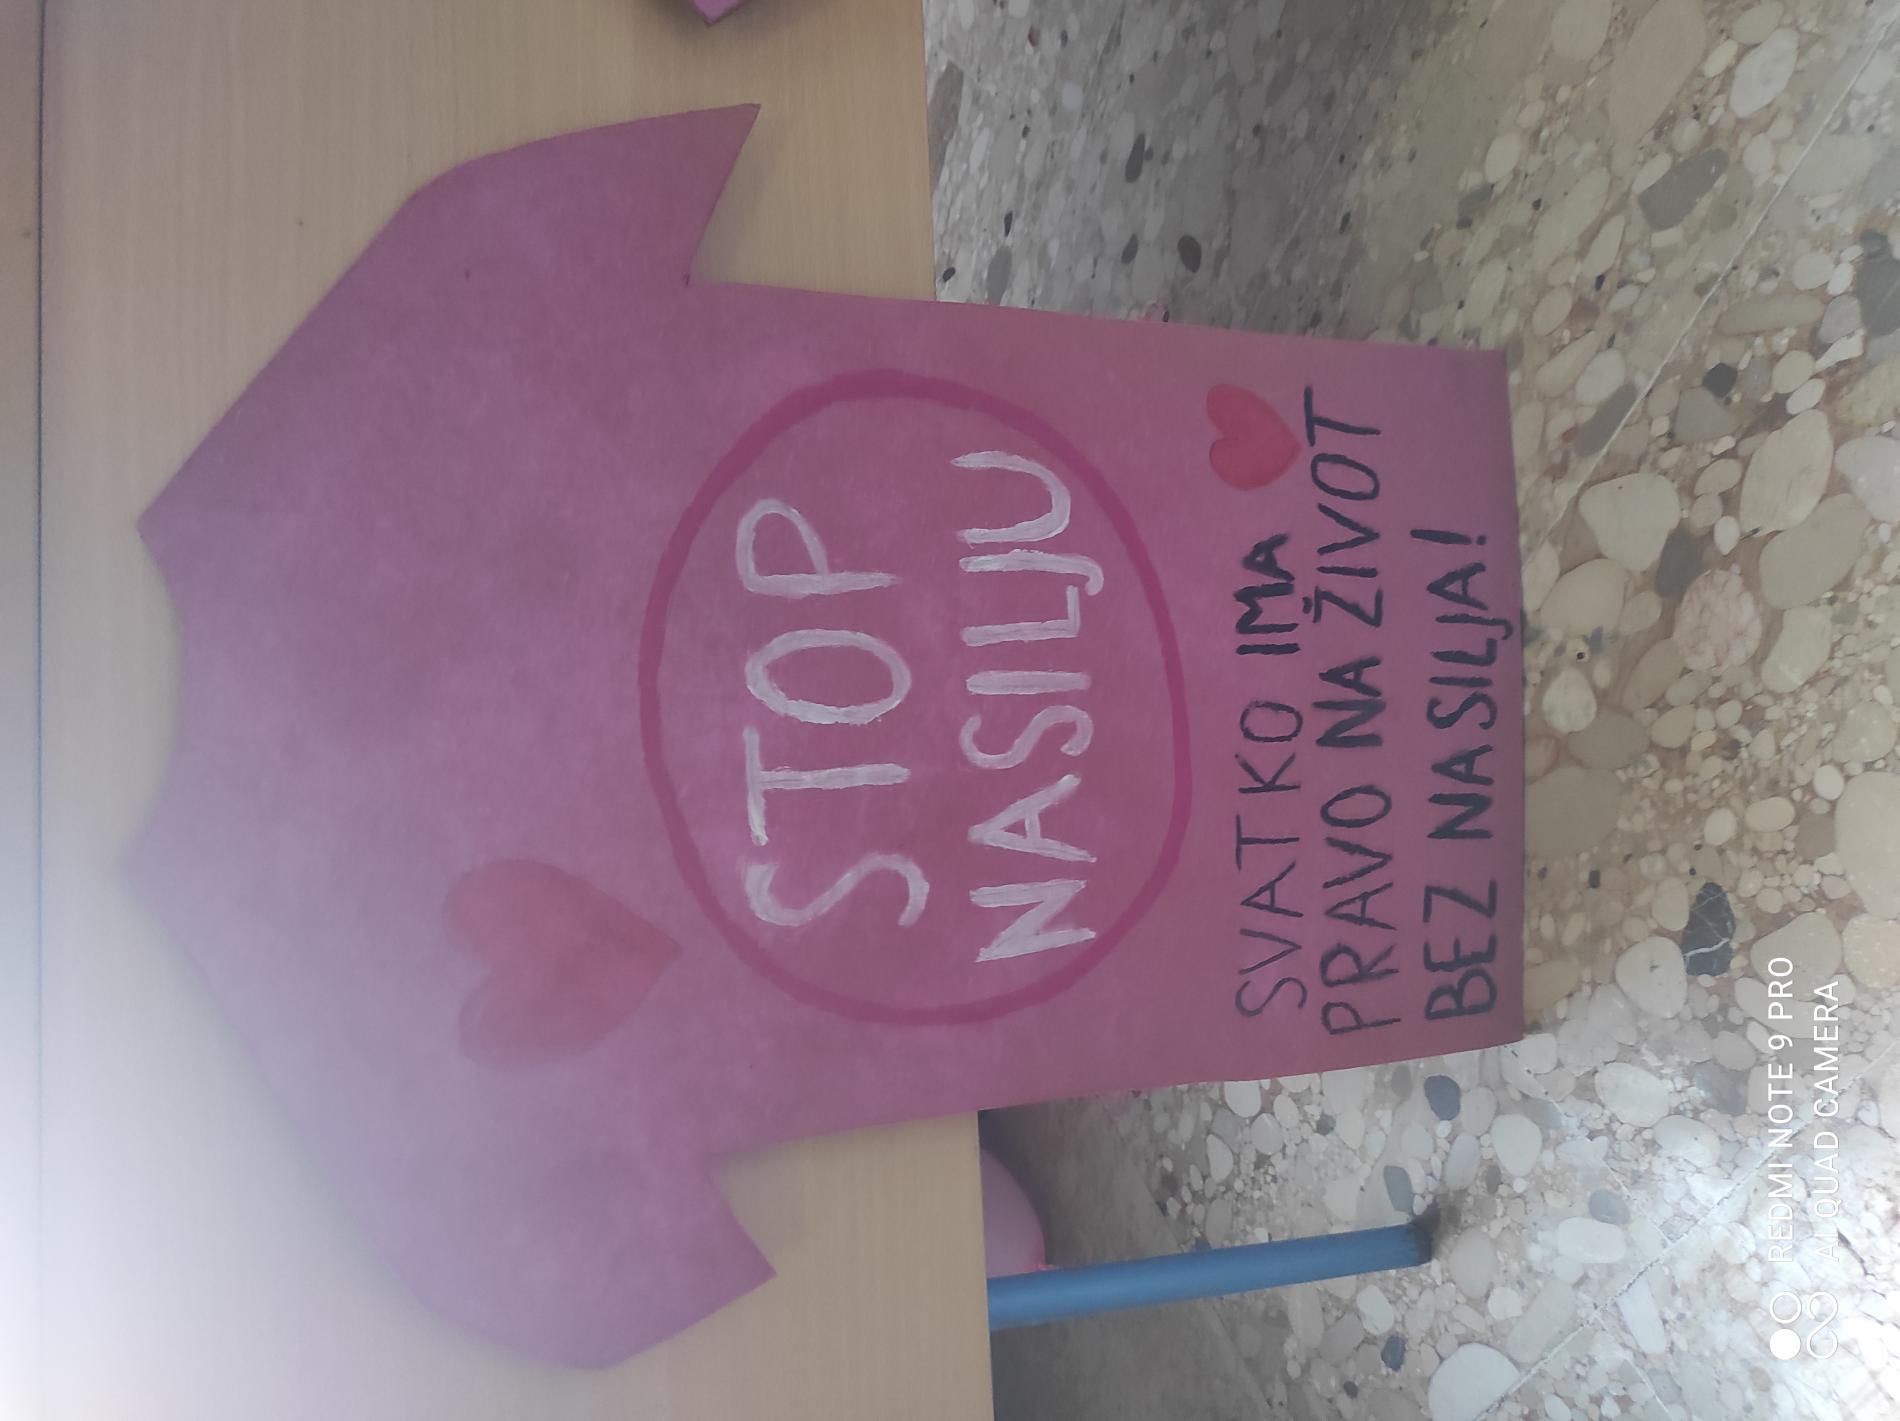 STOP
NASILJU
SVATKO IMA
PRAVO NA ŽIVOT
BEZ NASILJA!
REDMI NOTE 9 PRO
AI QUAD CAMERA